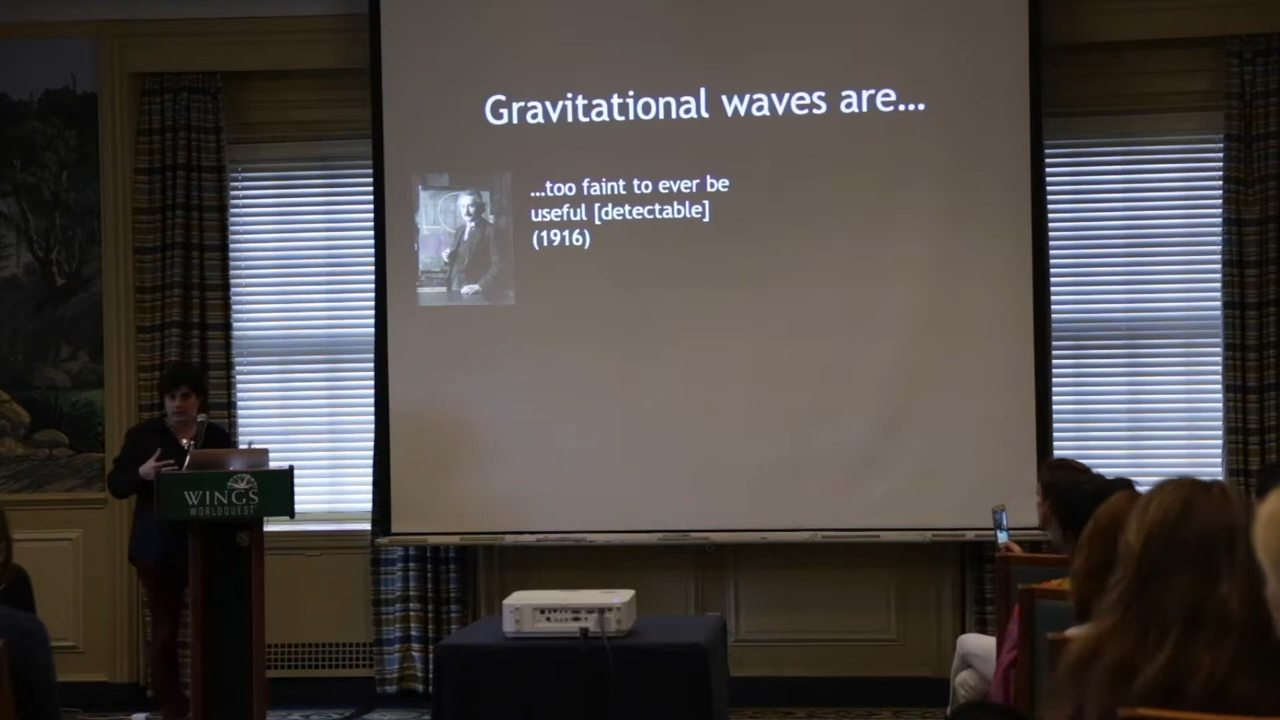 Gravitational waves are...
...too faint to ever be
useful [detectable]
(1916)
WINGS
WORLDQUEST